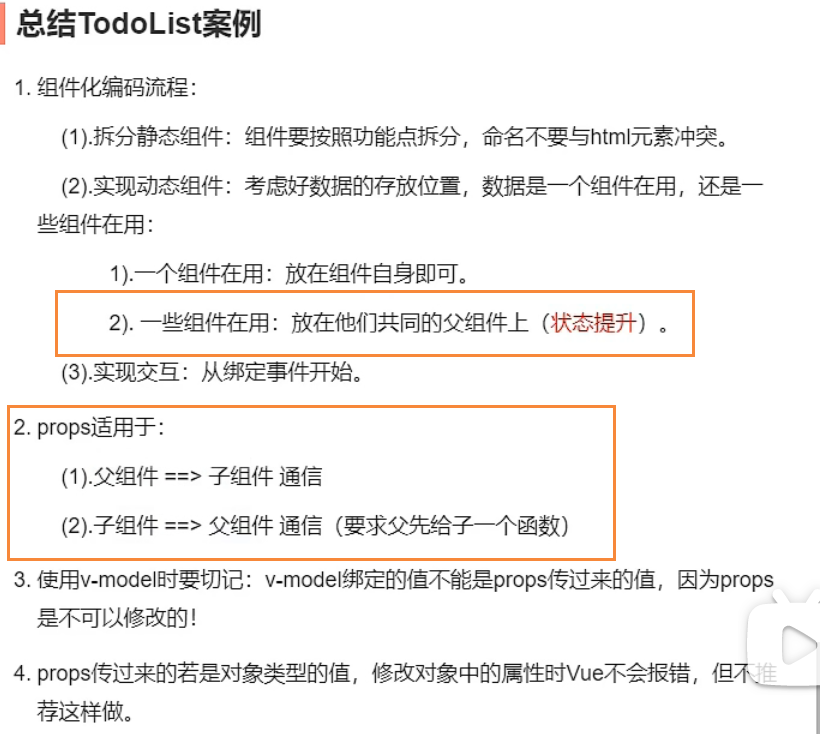 总结TodoList案例
1. 组件化编码流程：
(1).拆分静态组件：组件要按照功能点拆分，命名不要与html元素冲突。
(2).实现动态组件：考虑好数据的存放位置，数据是一个组件在用，还是一
些组件在用：
1).一个组件在用：放在组件自身即可。
2). 一些组件在用：放在他们共同的父组件上（状态提升）。
(3).实现交互：从绑定事件开始。
2. props适用于：
(1).父组件 ==> 子组件 通信
(2).子组件 ==> 父组件 通信（要求父先给子一个函数）
3. 使用v-model时要切记：v-model绑定的值不能是props传过来的值，因为props
是不可以修改的！
4. props传过来的若是对象类型的值，修改对象中的属性时Vue不会报错，但不推
荐这样做。